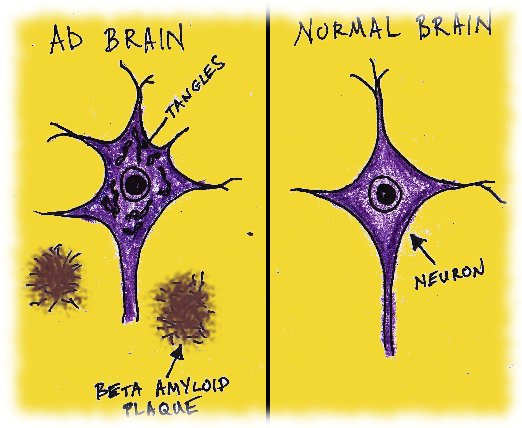 AD BRAIN
TANGLES
BETA AMYLOID
PLAQUE
NORMAL BRAIN
NEURON